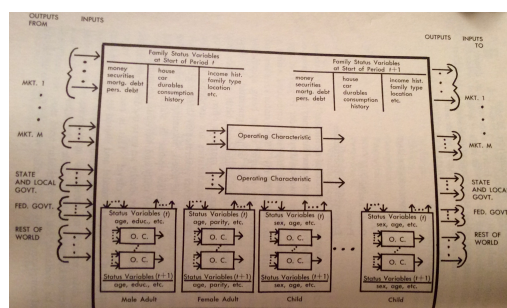 OUTPUTS FROM
INPUTS
OUTPUTS
INPUTS TO
Family Status Variables
at Start of Period t
money
securities
mortg. debt
pers. debt
house
car
durables
consumption
history
income hist.
family type
location
etc.
Family Status Variables
at Start of Period t+1
money
securities
mortg. debt
pers. debt
house
car
durables
consumption
history
income hist.
family type
location
etc.
MKT. 1
MKT. M
STATE
AND LOCAL
GOVT.
FED. GOVT.
REST OF
WORLD
Operating Characteristic
Operating Characteristic
MKT. 1
MKT. M
STATE
AND LOCAL
GOVT.
FED. GOVT
REST OF
WORLD
Status Variables (t)
age, educ., etc.
O. C.
O. C.
Status Variables (t+1)
age, educ., etc.
Male Adult
Status Variables (t)
age, parity, etc.
O. C.
O. C.
Status Variables (t+1)
age, parity, etc.
Female Adult
Status Variables (t)
sex, age, etc.
O. C.
O. C.
Status Variables (t+1)
sex, age, etc.
Child
Status Variables (t)
sex, age, etc.
O. C.
O. C.
Status Variables (t+1)
sex, age, etc.
Child